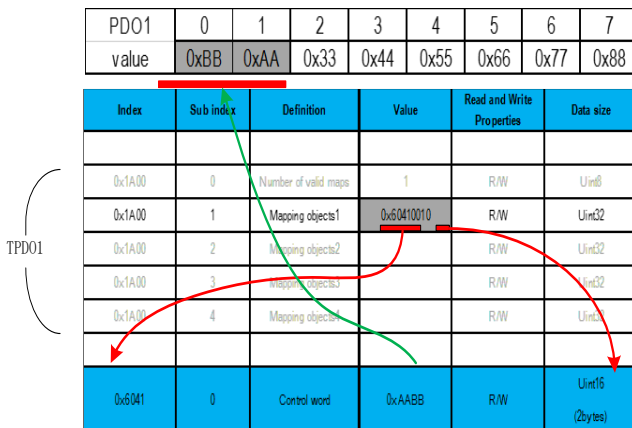 PDO1 0 1 2 3 4 5 6 7
value 0xBB 0xAA 0x33 0x44 0x55 0x66 0x77 0x88
Index Sub index Definition Value Read and Write Properties Data size
0x1A00 0 Number of valid maps 1 R/W Uint8
0x1A00 1 Mapping objects1 0x60410010 R/W Uint32
TPDO1
0x1A00 2 Mapping objects2 R/W Uint32
0x1A00 3 Mapping objects3 R/W Uint32
0x1A00 4 Mapping objects4 R/W Uint32
0x6041 0 Control word 0xAABB R/W Uint16
(2bytes)